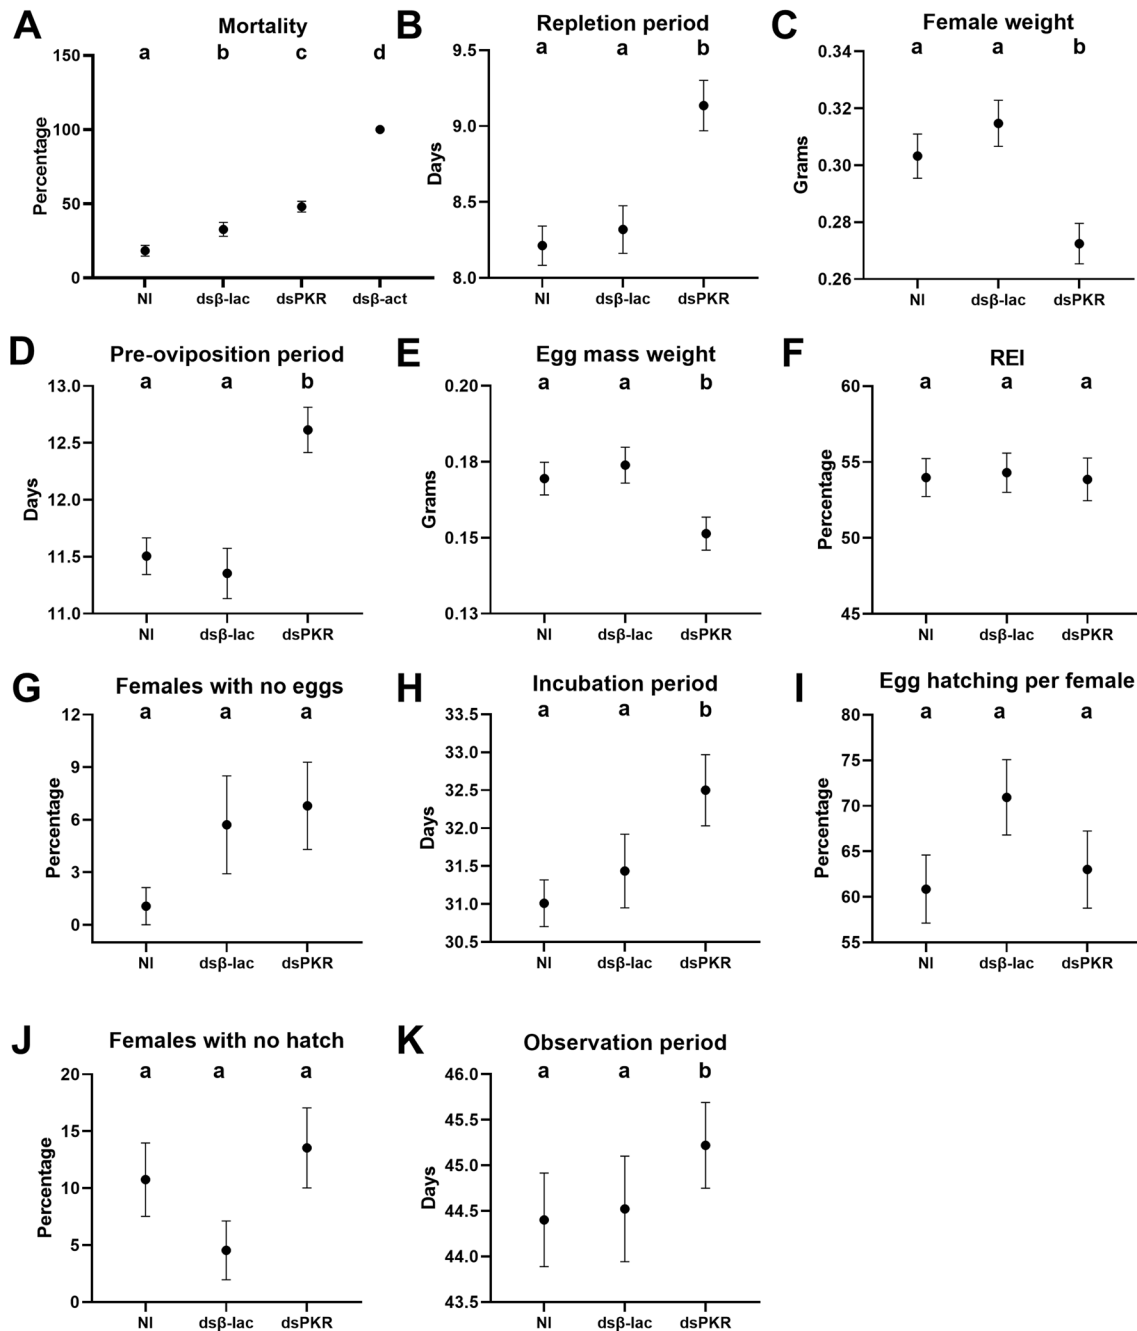 A
Mortality
a b c d
Percentage
150
100
50
0
NI dsβ-lac dsPKR dsβ-act
B
Repletion period
a a b
Days
9.5
9.0
8.5
8.0
NI dsβ-lac dsPKR
C
Female weight
a a b
Grams
0.34
0.32
0.30
0.28
0.26
NI dsβ-lac dsPKR
D
Pre-oviposition period
a a b
Days
13.0
12.5
12.0
11.5
11.0
NI dsβ-lac dsPKR
E
Egg mass weight
a a b
Grams
0.20
0.18
0.15
0.13
NI dsβ-lac dsPKR
F
REI
a a a
Percentage
60
55
50
45
NI dsβ-lac dsPKR
G
Females with no eggs
a a a
Percentage
12
9
6
3
0
NI dsβ-lac dsPKR
H
Incubation period
a a b
Days
33.5
33.0
32.5
32.0
31.5
31.0
30.5
NI dsβ-lac dsPKR
I
Egg hatching per female
a a a
Percentage
80
75
70
65
60
55
NI dsβ-lac dsPKR
J
Females with no hatch
a a a
Percentage
20
15
10
5
0
NI dsβ-lac dsPKR
K
Observation period
a a b
Days
46.0
45.5
45.0
44.5
44.0
43.5
NI dsβ-lac dsPKR